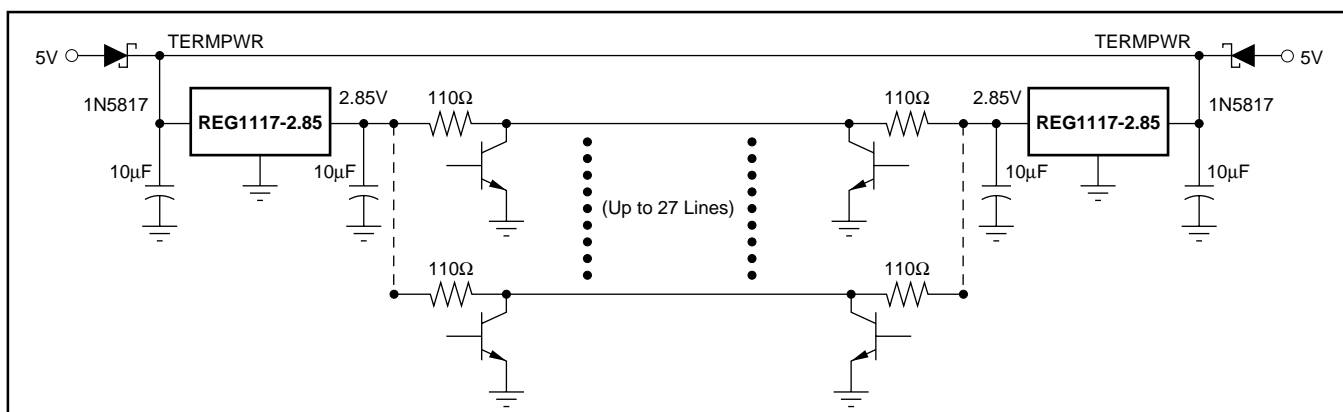 TERMPWR TERMPWR
5V 5V
1N5817 2.85V 110Ω 110Ω 2.85V 1N5817
REG1117-2.85 REG1117-2.85
10μF 10μF 10μF 10μF
(Up to 27 Lines)
110Ω 110Ω